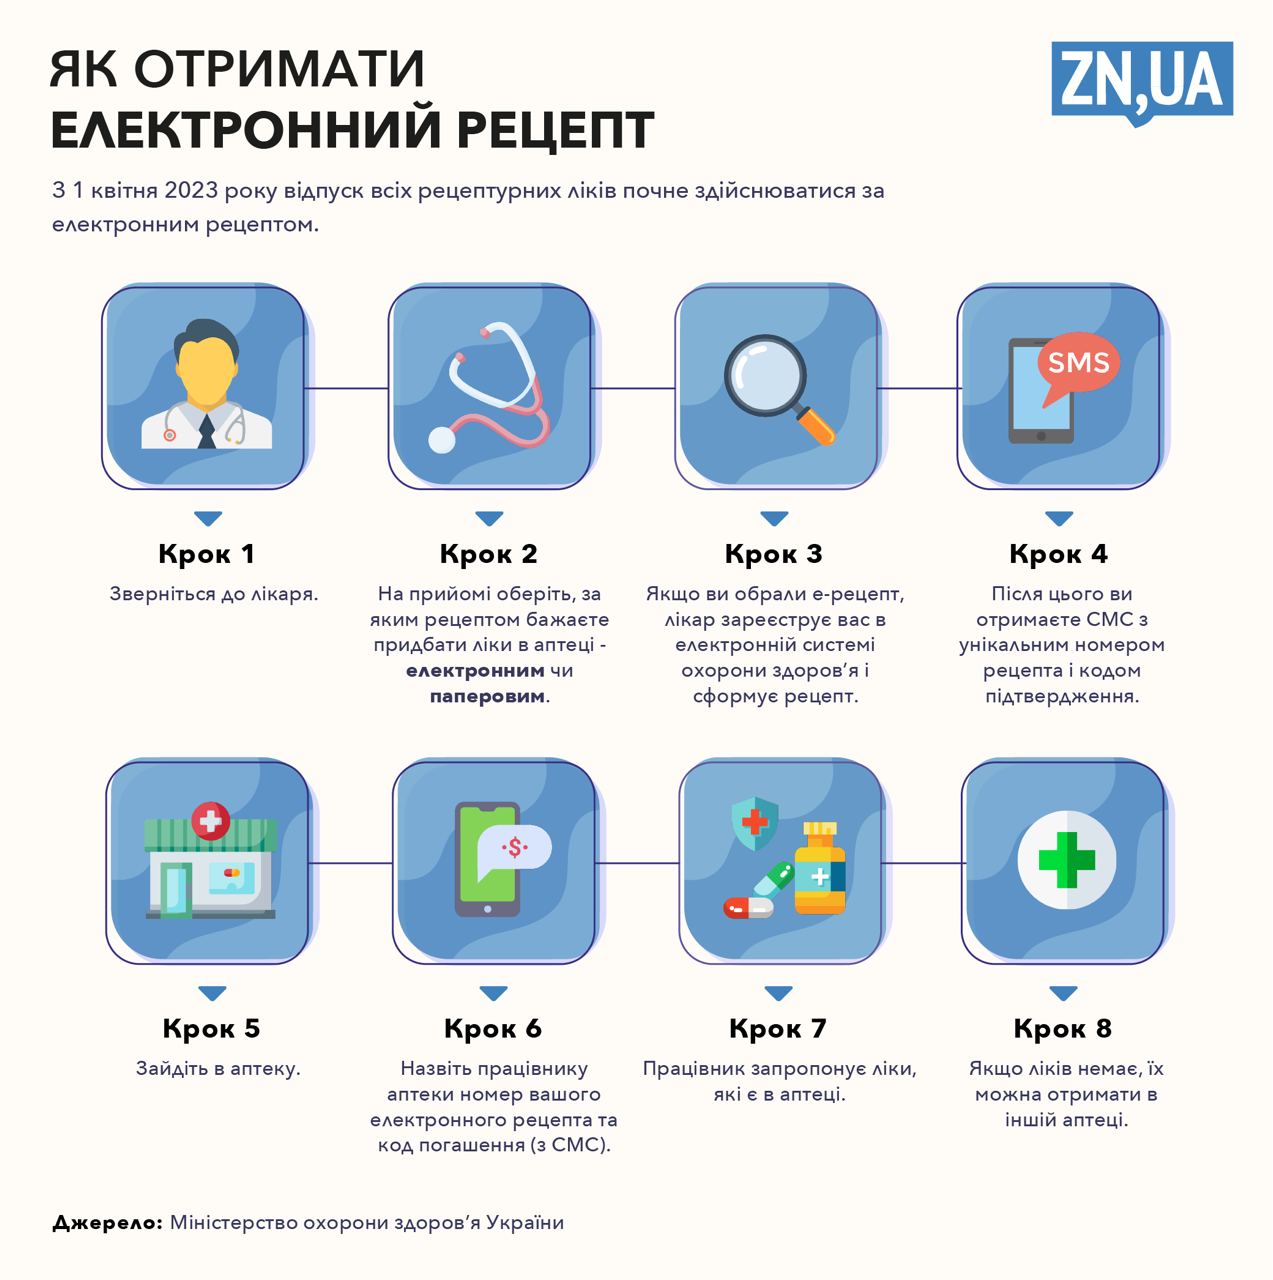 ЯК ОТРИМАТИ
ЕЛЕКТРОННИЙ РЕЦЕПТ
ZN,UA
З 1 квітня 2023 року відпуск всіх рецептурних ліків почне здійснюватися за
електронним рецептом.
SMS
Крок 1
Зверніться до лікаря.
Крок 2
На прийомі оберіть, за
яким рецептом бажаєте
придбати ліки в аптеці -
електронним чи
паперовим.
Крок 3
Якщо ви обрали е-рецепт,
лікар зареєструє вас в
електронній системі
охорони здоров’я і
сформує рецепт.
Крок 4
Після цього ви
отримаєте СМС з
унікальним номером
рецепта і кодом
підтвердження.
$
Крок 5
Зайдіть в аптеку.
Крок 6
Назвіть працівнику
аптеки номер вашого
електронного рецепта та
код погашення (з СМС).
Крок 7
Працівник запропонує ліки,
які є в аптеці.
Крок 8
Якщо ліків немає, їх
можна отримати в
іншій аптеці.
Джерело: Міністерство охорони здоров’я України